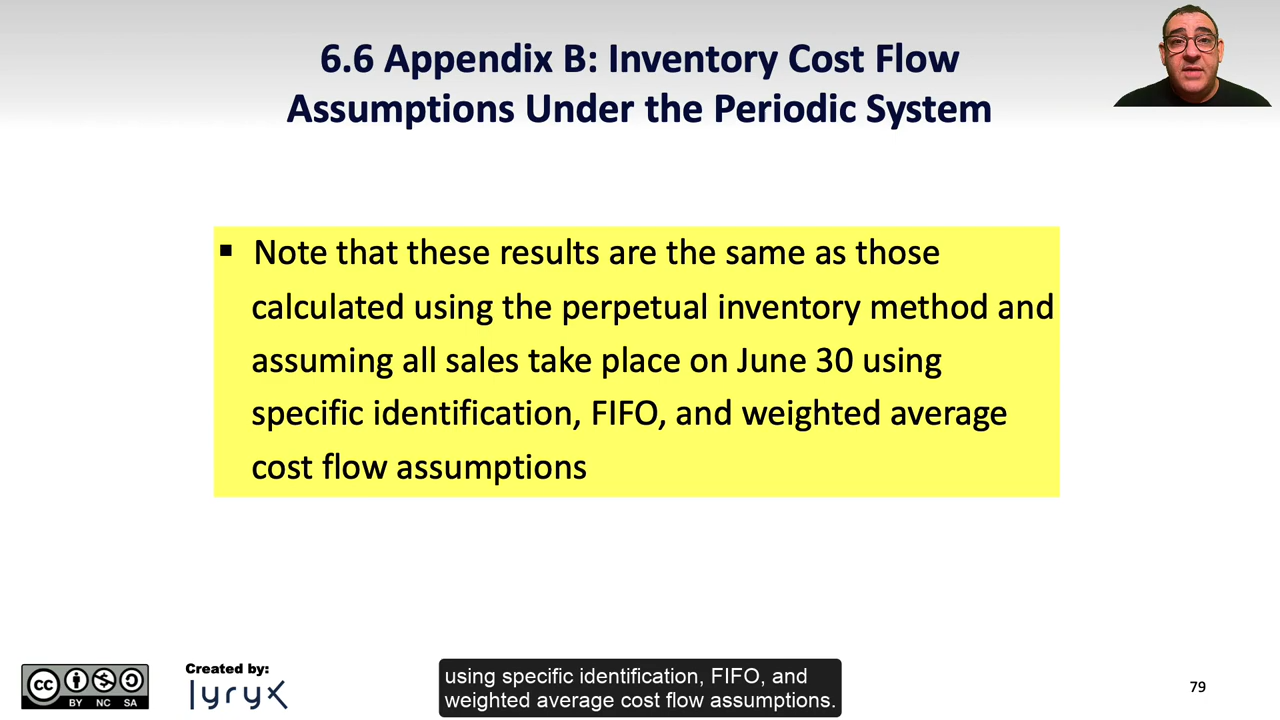 6.6 Appendix B: Inventory Cost Flow
Assumptions Under the Periodic System
▪ Note that these results are the same as those
calculated using the perpetual inventory method and
assuming all sales take place on June 30 using
specific identification, FIFO, and weighted average
cost flow assumptions
cc
BY NC SA
Created by:
lyryx
using specific identification, FIFO, and
weighted average cost flow assumptions.
79